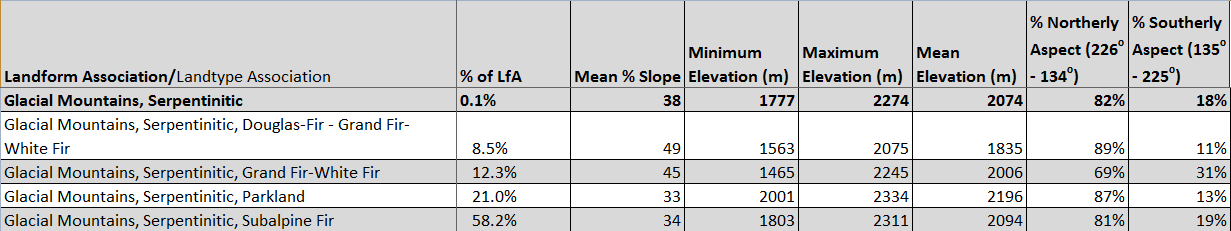 Landform Association/Landtype Association % of LfA Mean % Slope Minimum Elevation (m) Maximum Elevation (m) Mean Elevation (m) % Northerly Aspect (226° - 134°) % Southerly Aspect (135° - 225°)
Glacial Mountains, Serpentinitic 0.1% 38 1777 2274 2074 82% 18%
Glacial Mountains, Serpentinitic, Douglas-Fir - Grand Fir-
White Fir 8.5% 49 1563 2075 1835 89% 11%
Glacial Mountains, Serpentinitic, Grand Fir-White Fir 12.3% 45 1465 2245 2006 69% 31%
Glacial Mountains, Serpentinitic, Parkland 21.0% 33 2001 2334 2196 87% 13%
Glacial Mountains, Serpentinitic, Subalpine Fir 58.2% 34 1803 2311 2094 81% 19%